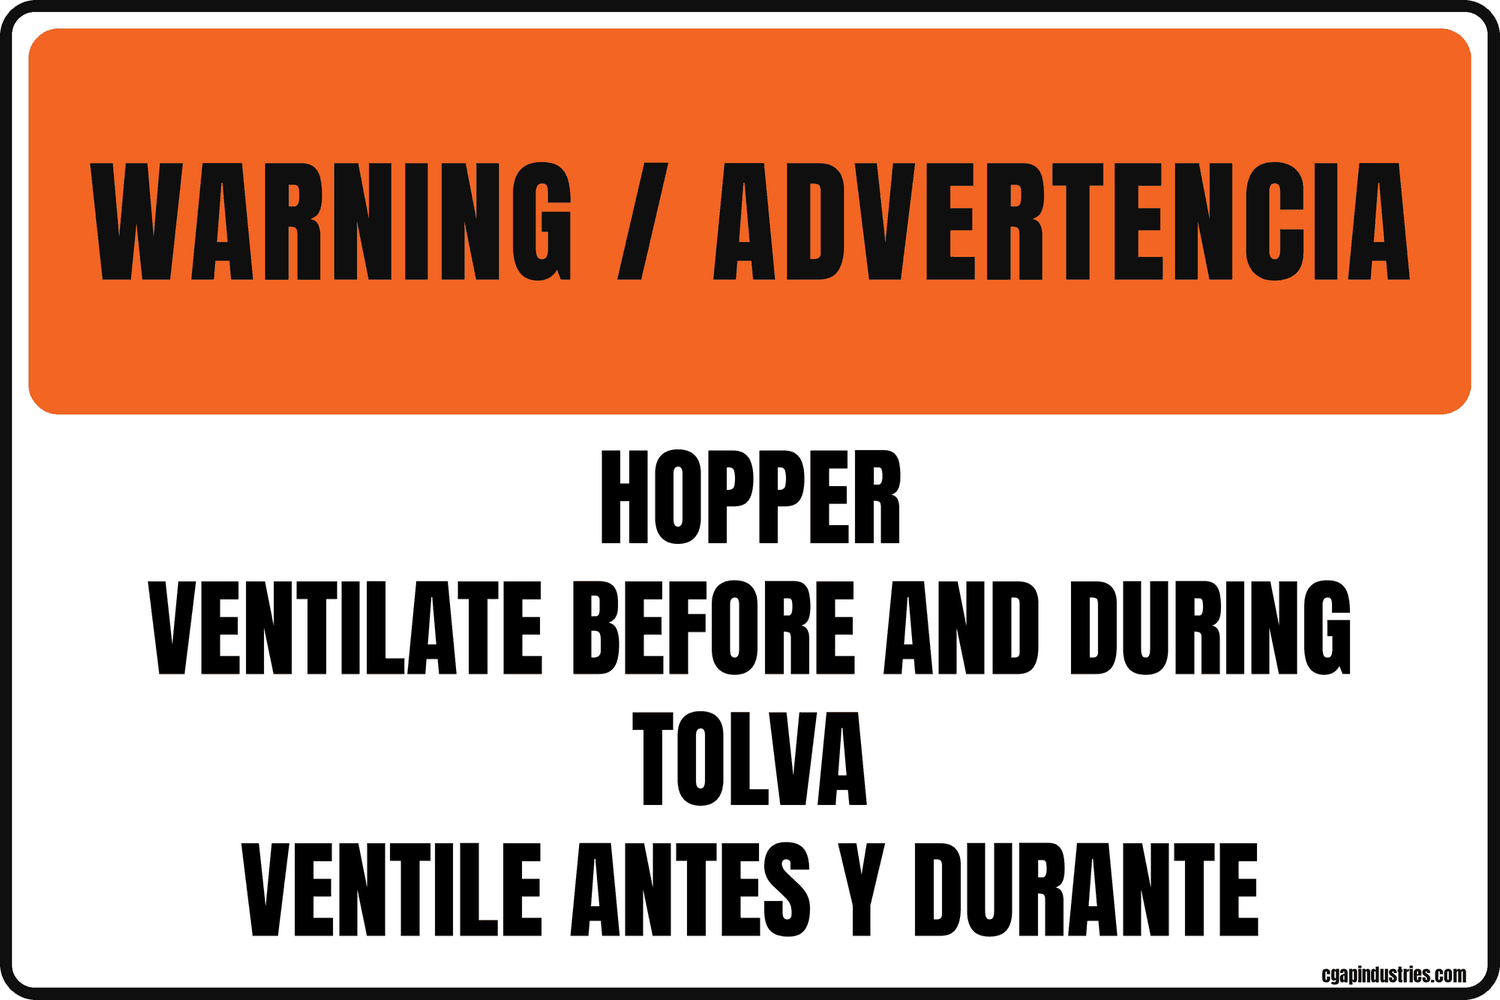 WARNING / ADVERTENCIA
HOPPER
VENTILATE BEFORE AND DURING
TOLVA
VENTILE ANTES Y DURANTE
cgapindustries.com